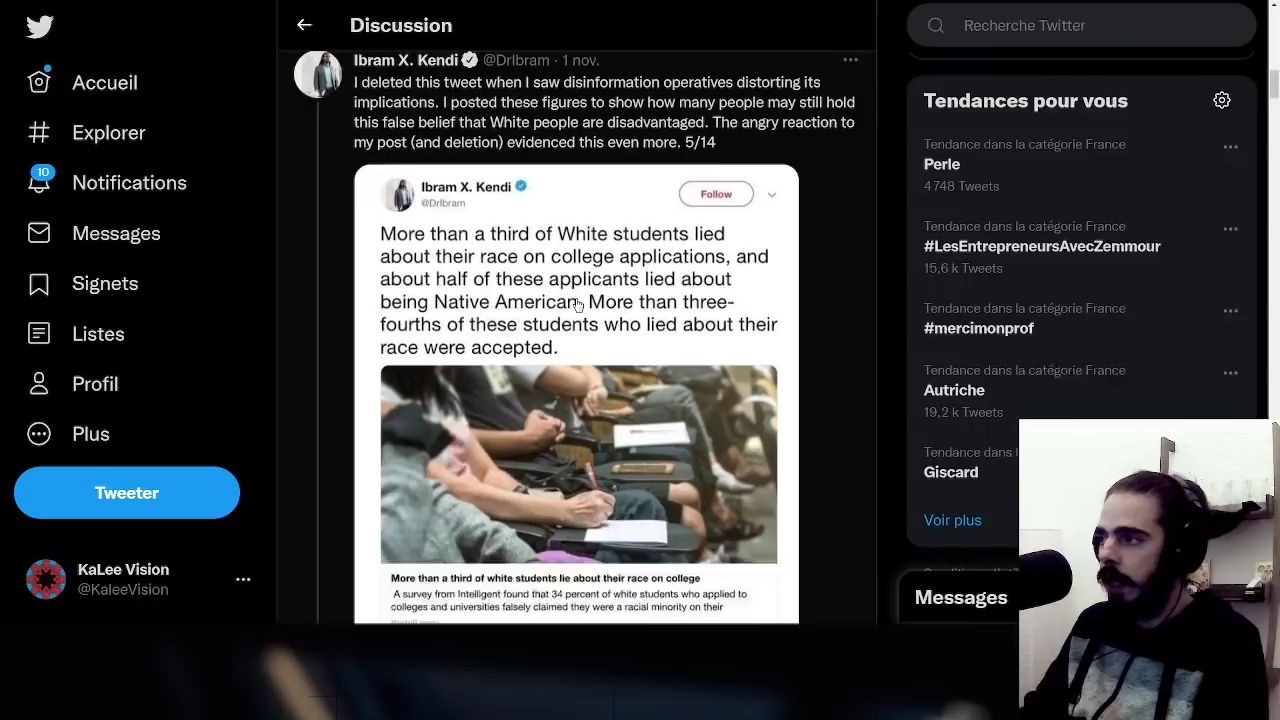 Discussion
Recherche Twitter
Accueil
Explorer
10
Notifications
Messages
Signets
Listes
Profil
Plus
Tweeter
KaLee Vision
@KaleeVision
Ibram X. Kendi @DrIbram · 1 nov.
I deleted this tweet when I saw disinformation operatives distorting its
implications. I posted these figures to show how many people may still hold
this false belief that White people are disadvantaged. The angry reaction to
my post (and deletion) evidenced this even more. 5/14
Ibram X. Kendi
@DrIbram
Follow
More than a third of White students lied
about their race on college applications, and
about half of these applicants lied about
being Native American. More than three-
fourths of these students who lied about their
race were accepted.
More than a third of white students lie about their race on college
A survey from Intelligent found that 34 percent of white students who applied to
colleges and universities falsely claimed they were a racial minority on their
Tendances pour vous
Tendance dans la catégorie France
Perle
4 748 Tweets
Tendance dans la catégorie France
#LesEntrepreneursAvecZemmour
15,6 k Tweets
Tendance dans la catégorie France
#mercimonprof
Tendance dans la catégorie France
Autriche
19,2 k Tweets
Tendance dans
Giscard
Voir plus
Messages